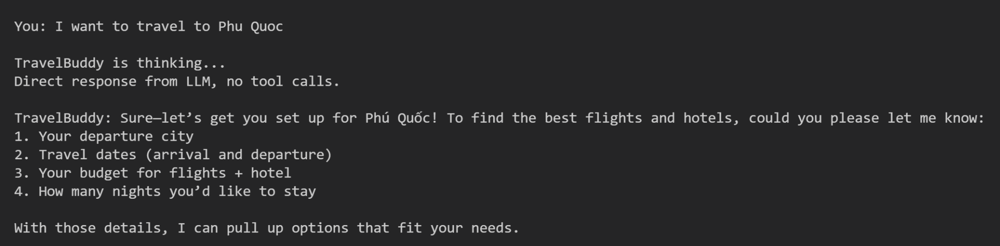 You: I want to travel to Phu Quoc
TravelBuddy is thinking...
Direct response from LLM, no tool calls.
TravelBuddy: Sure—let’s get you set up for Phú Quốc! To find the best flights and hotels, could you please let me know:
1. Your departure city
2. Travel dates (arrival and departure)
3. Your budget for flights + hotel
4. How many nights you’d like to stay
With those details, I can pull up options that fit your needs.